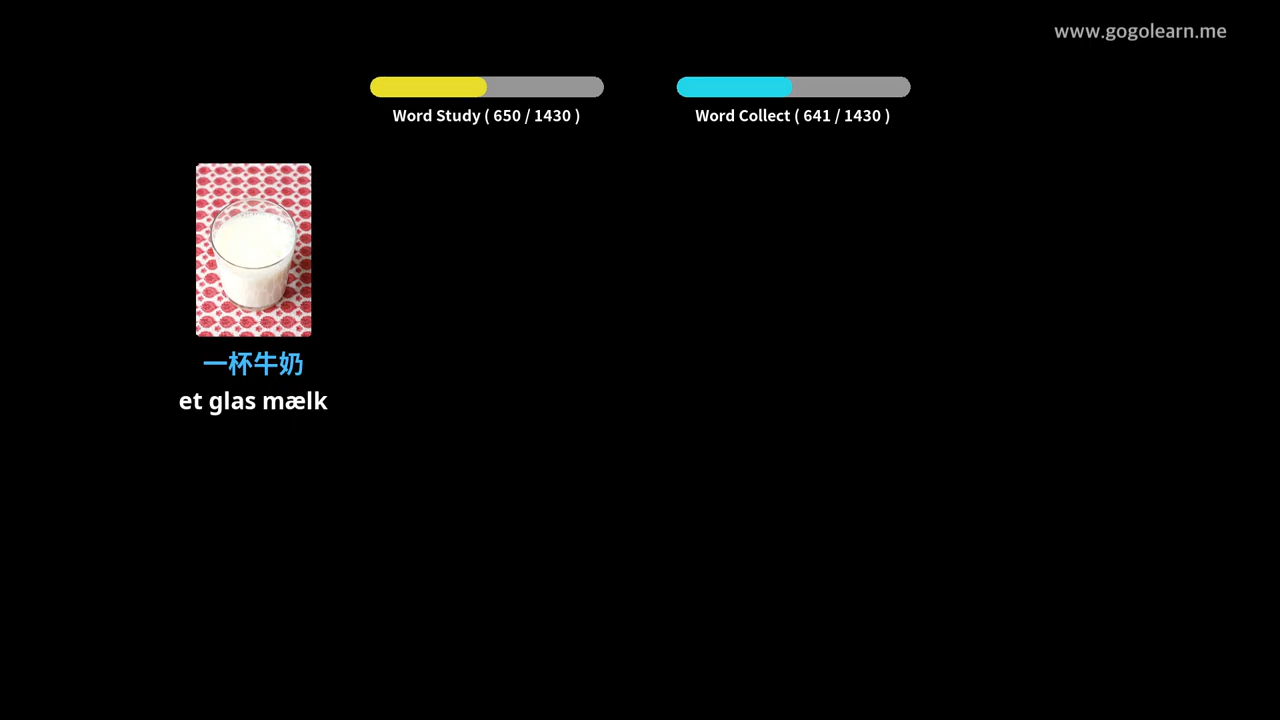 www.gogolearn.me
Word Study ( 650 / 1430 )
Word Collect ( 641 / 1430 )
一杯牛奶
et glas mælk